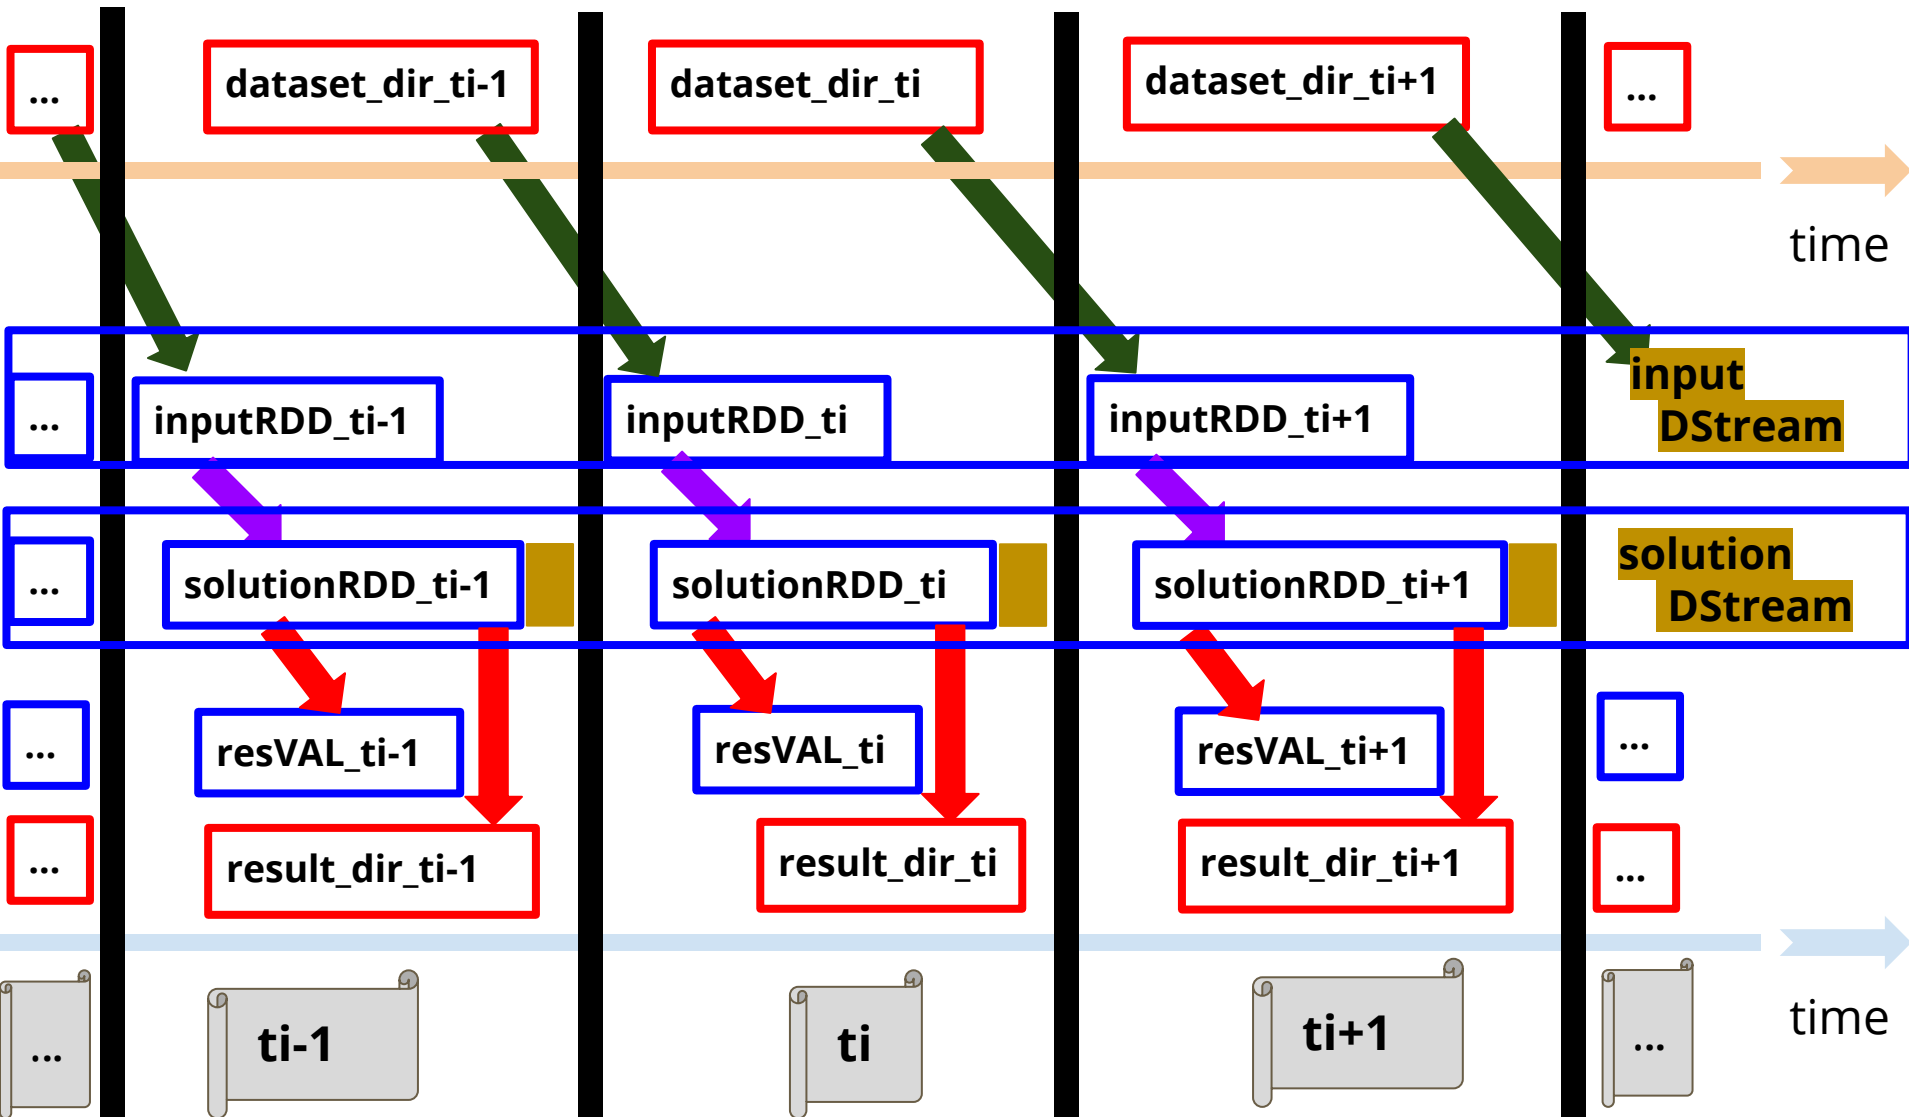 ...
dataset_dir_ti-1
dataset_dir_ti
dataset_dir_ti+1
...
time
...
inputRDD_ti-1
inputRDD_ti
inputRDD_ti+1
input
DStream
...
solutionRDD_ti-1
solutionRDD_ti
solutionRDD_ti+1
solution
DStream
...
resVAL_ti-1
resVAL_ti
resVAL_ti+1
...
...
result_dir_ti-1
result_dir_ti
result_dir_ti+1
...
...
ti-1
ti
ti+1
...
time